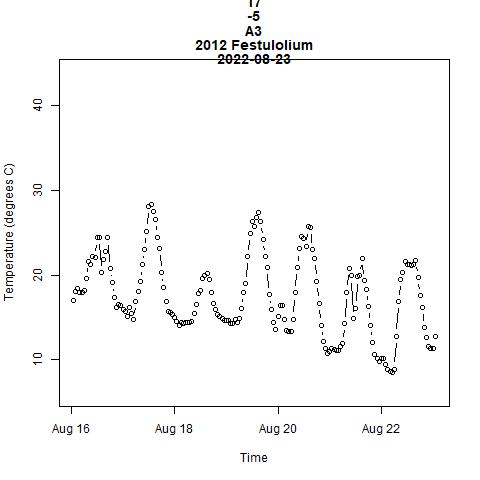 17
-5
A3
2012 Festulolium
2022-08-23
Temperature (degrees C)
40
30
20
10
Aug 16
Aug 18
Aug 20
Aug 22
Time